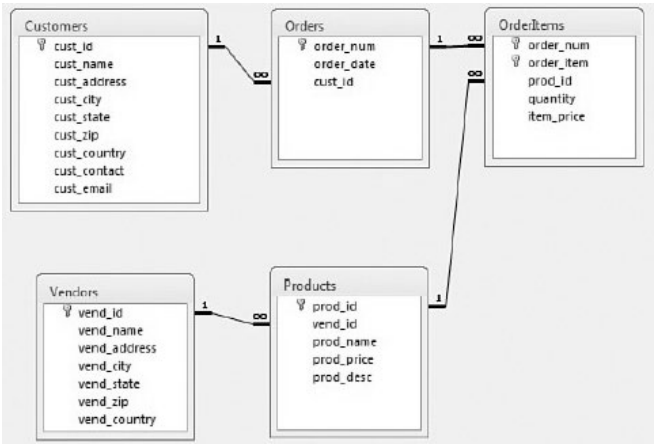 Customers
cust_id
cust_name
cust_address
cust_city
cust_state
cust_zip
cust_country
cust_contact
cust_email
1
∞
Orders
order_num
order_date
cust_id
1
∞
OrderItems
order_num
order_item
prod_id
quantity
item_price
∞
Vendors
vend_id
vend_name
vend_address
vend_city
vend_state
vend_zip
vend_country
1
∞
Products
prod_id
vend_id
prod_name
prod_price
prod_desc
1